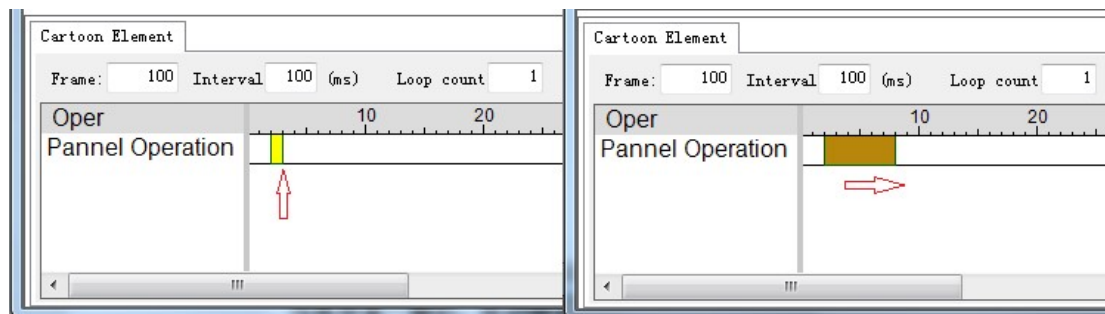 Cartoon Element
Frame: 100 Interval 100 (ms) Loop count 1
Oper 10 20
Pannel Operation
Cartoon Element
Frame: 100 Interval 100 (ms) Loop count 1
Oper 10 20
Pannel Operation